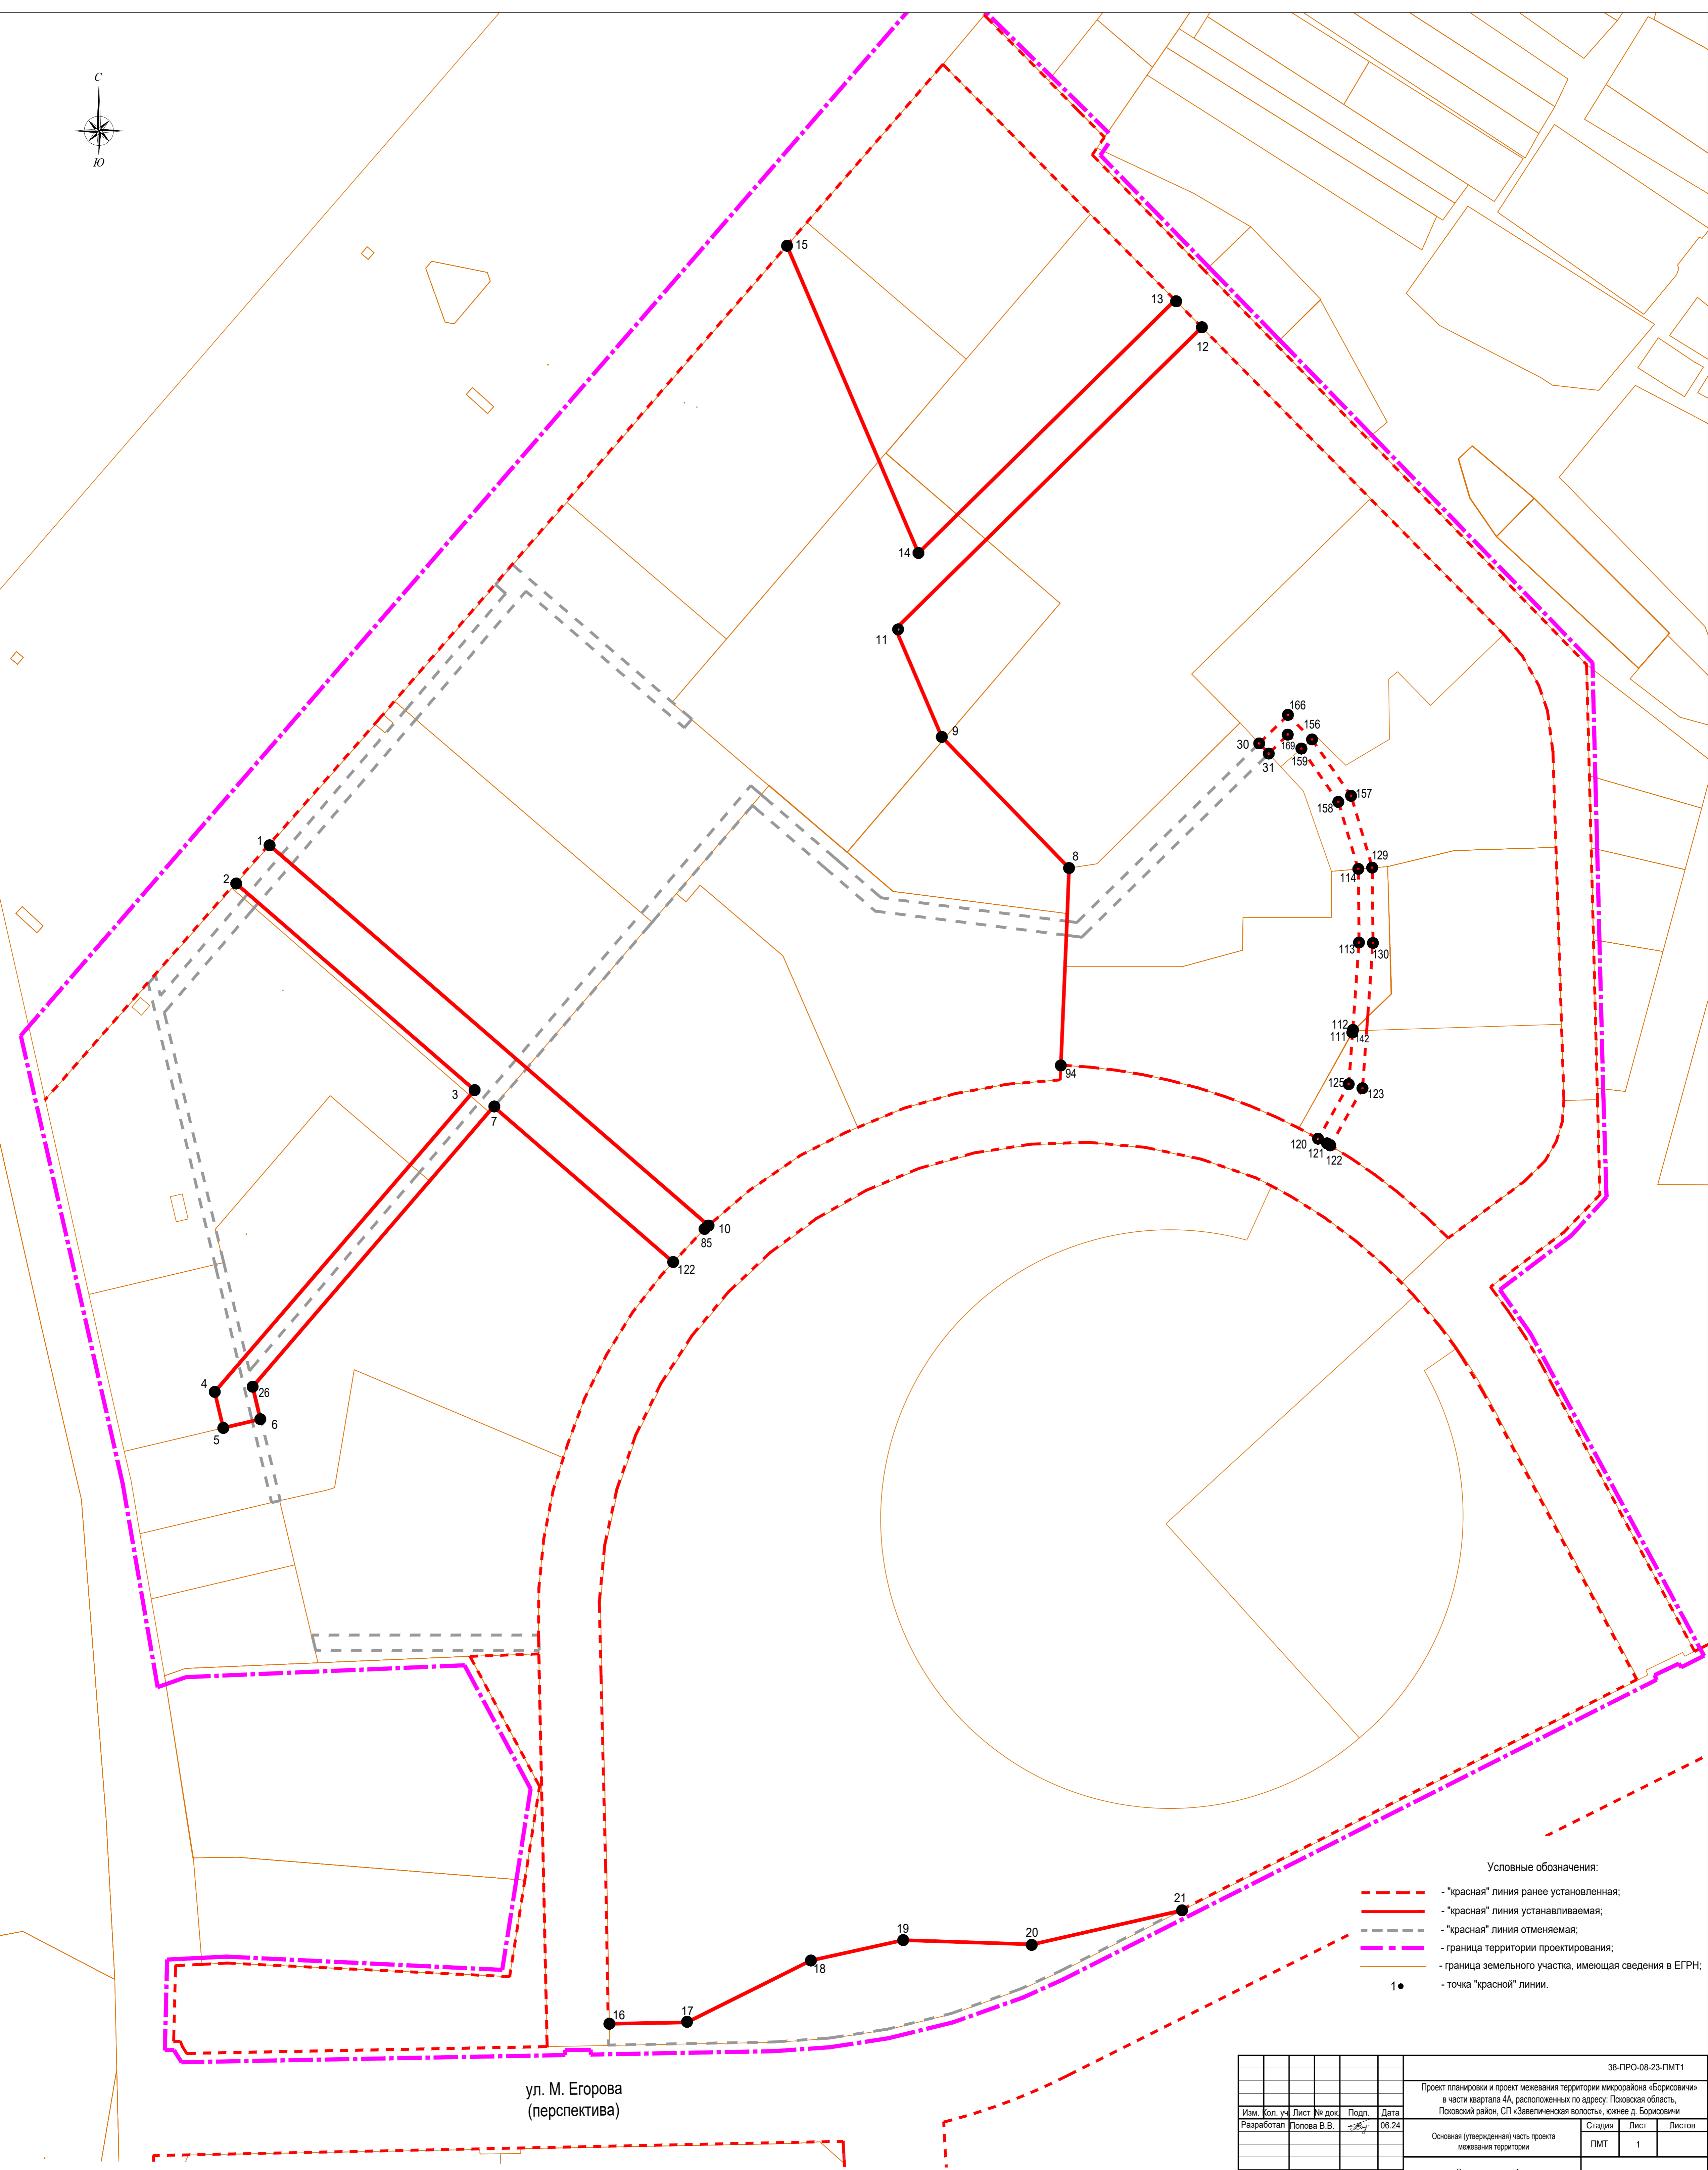 С
Ю
15
13
12
14
11
166
156
9
30
169
159
31
157
158
1
8
129
114
2
113
130
112
111
142
94
3
125
123
7
120
121
122
10
85
122
4
26
6
5
21
19
20
18
16
17
Условные обозначения:
- "красная" линия ранее установленная;
- "красная" линия устанавливаемая;
- "красная" линия отменяемая;
- граница территории проектирования;
- граница земельного участка, имеющая сведения в ЕГРН;
1 - точка "красной" линии.
ул. М. Егорова
(перспектива)
38-ПРО-08-23-ПМТ1
Проект планировки и проект межевания территории микрорайона «Борисовичи»
в части квартала 4А, расположенных по адресу: Псковская область,
Псковский район, СП «Завеличенская волость», южнее д. Борисовичи
Изм. Кол. уч Лист № док. Подп. Дата
Разработал Попова В.В. 06.24
Основная (утвержденная) часть проекта
межевания территории
Стадия Лист Листов
ПМТ 1